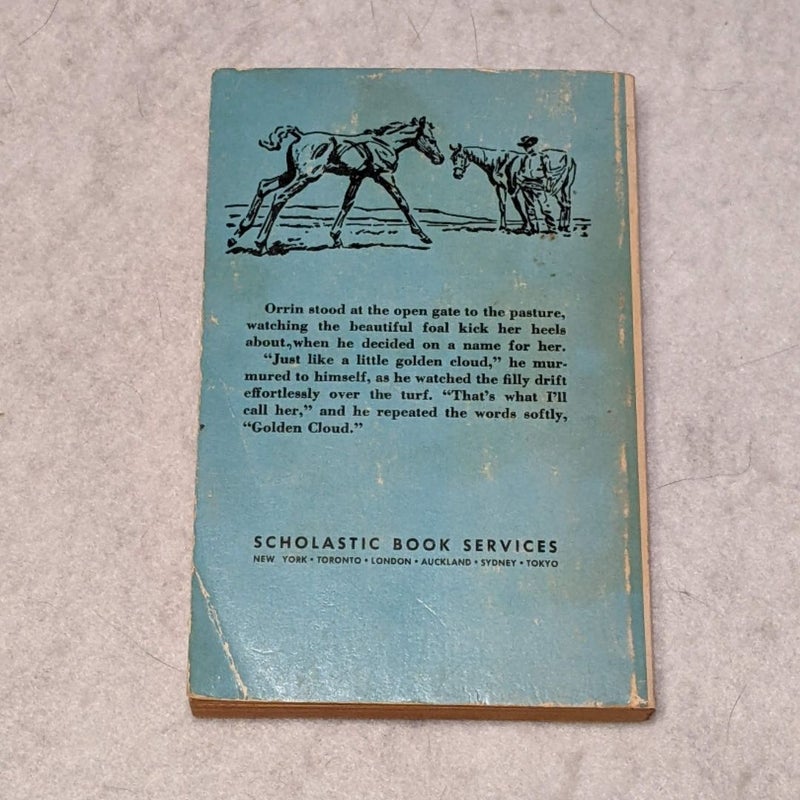 Orrin stood at the open gate to the pasture,
watching the beautiful foal kick her heels
about, when he decided on a name for her.
“Just like a little golden cloud,” he mur-
mured to himself, as he watched the filly drift
effortlessly over the turf. “That’s what I’ll
call her,” and he repeated the words softly,
“Golden Cloud.”
SCHOLASTIC BOOK SERVICES
NEW YORK • TORONTO • LONDON • AUCKLAND • SYDNEY • TOKYO